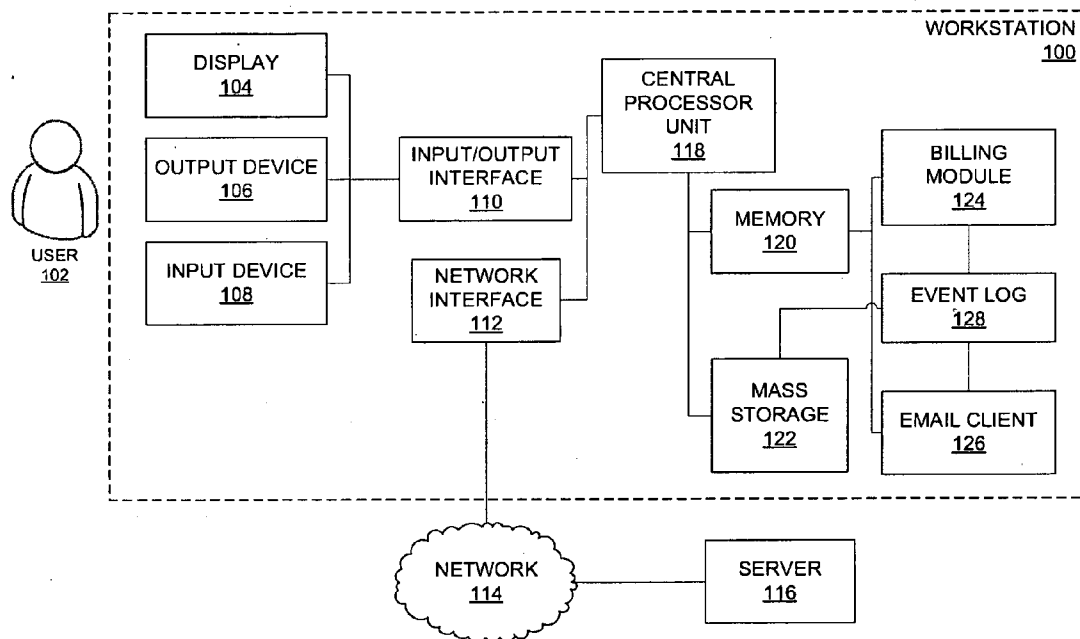 WORKSTATION
100
DISPLAY
104
OUTPUT DEVICE
106
INPUT DEVICE
108
USER
102
INPUT/OUTPUT
INTERFACE
110
NETWORK
INTERFACE
112
CENTRAL
PROCESSOR
UNIT
118
MEMORY
120
MASS
STORAGE
122
BILLING
MODULE
124
EVENT LOG
128
EMAIL CLIENT
126
NETWORK
114
SERVER
116